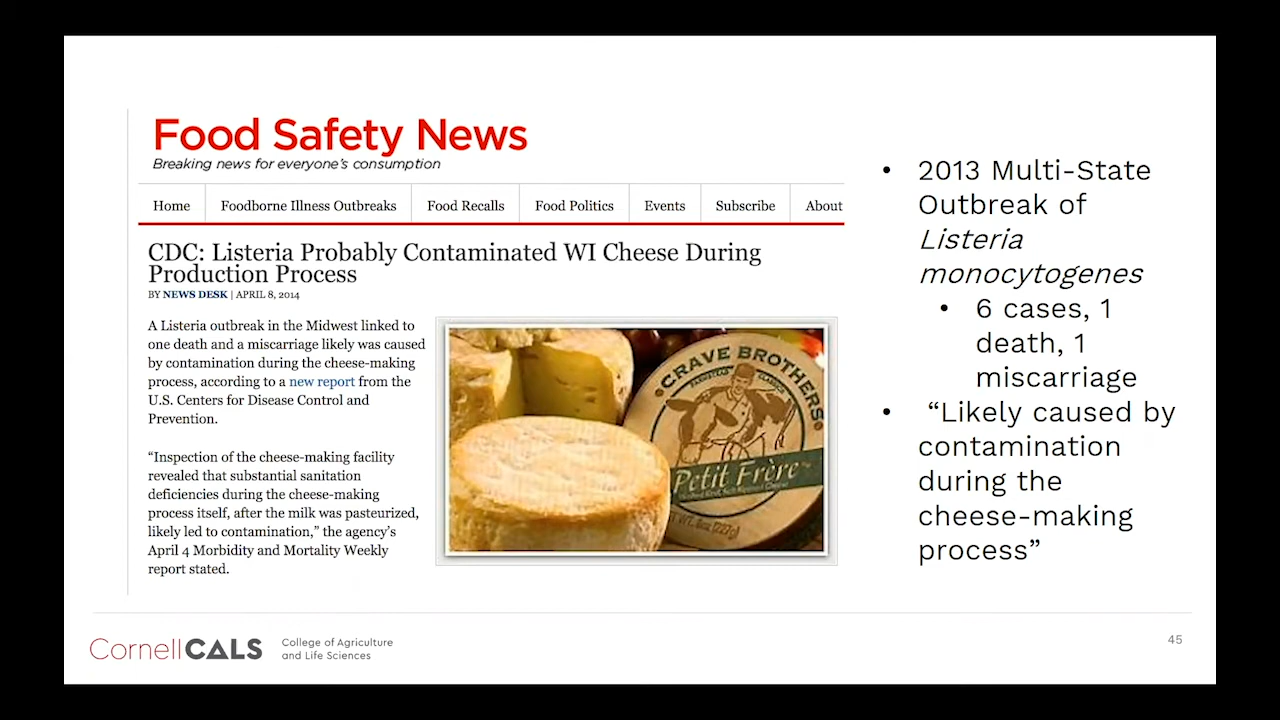 Food Safety News
Breaking news for everyone's consumption
Home Foodborne Illness Outbreaks Food Recalls Food Politics Events Subscribe About
CDC: Listeria Probably Contaminated WI Cheese During
Production Process
BY NEWS DESK | APRIL 8, 2014
A Listeria outbreak in the Midwest linked to
one death and a miscarriage likely was caused
by contamination during the cheese-making
process, according to a new report from the
U.S. Centers for Disease Control and
Prevention.
“Inspection of the cheese-making facility
revealed that substantial sanitation
deficiencies during the cheese-making
process itself, after the milk was pasteurized,
likely led to contamination,” the agency’s
April 4 Morbidity and Mortality Weekly
report stated.
CRAVE BROTHERS
FARMSTEAD CLASSICS
Petit Frère
NT WT. 8oz (227g)
• 2013 Multi-State
Outbreak of
Listeria
monocytogenes
• 6 cases, 1
death, 1
miscarriage
• “Likely caused by
contamination
during the
cheese-making
process”
CornellCALS
College of Agriculture
and Life Sciences
45